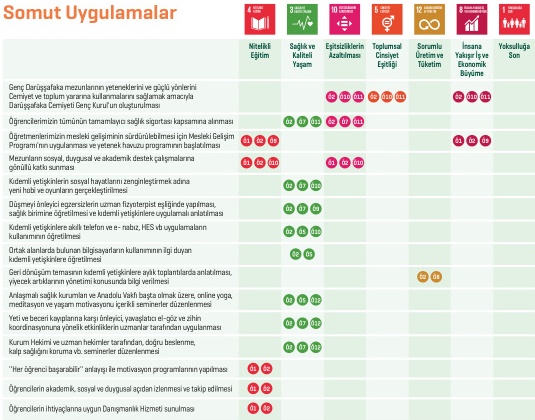 Somut Uygulamalar
4
3
10
5
12
8
1
Nitelikli
Eğitim
Sağlık ve
Kaliteli
Yaşam
Eşitsizliklerin
Azaltılması
Toplumsal
Cinsiyet
Eşitliği
Sorumlu
Üretim ve
Tüketim
İnsana
Yakışır İş ve
Ekonomik
Büyüme
Yoksulluğa
Son
Genç Darüşşafaka mezunlarının yeteneklerini ve güçlü yönlerini
Cemiyet ve toplum yararına kullanmalarını sağlamak amacıyla
Darüşşafaka Cemiyeti Genç Kurul'un oluşturulması
02 010 011 02 010 011 02 010 011
Öğrencilerimizin tümünün tamamlayıcı sağlık sigortası kapsamına alınması
02 07 011 02 07 011
Öğretmenlerimizin mesleki gelişiminin sürdürülebilmesi için Mesleki Gelişim
Programı'nın uygulanması ve yetenek havuzu programının başlatılması
01 02 09 01 02 09
Mezunların sosyal, duygusal ve akademik destek çalışmalarına
gönüllü katkı sunması
01 02 010 01 02 010
Kıdemli yetişkinlerin sosyal hayatlarını zenginleştirmek adına
yeni hobi ve oyunların gerçekleştirilmesi
02 07 010
Düşmeyi önleyici egzersizlerin uzman fizyoterpist eşliğinde yapılması,
sağlık birimine öğretilmesi ve kıdemli yetişkinlere uygulamalı anlatılması
02 07 09
Kıdemli yetişkinlere akıllı telefon ve e- nabız, HES vb uygulamaların
kullanımının öğretilmesi
02 05 010
Ortak alanlarda bulunan bilgisayarların kullanımının ilgi duyan
kıdemli yetişkinlere öğretilmesi
02 05
Geri dönüşüm temasının kıdemli yetişkinlere aylık toplantılarda anlatılması,
yiyecek artıklarının yönetimi konusunda bilgi verilmesi
02 08
Anlaşmalı sağlık kurumları ve Anadolu Vakfı başta olmak üzere, online yoga,
meditasyon ve yaşam motivasyonu içerikli seminerler düzenlenmesi
02 05 012
Yeti ve beceri kayıplarına karşı önleyici, yavaşlatıcı el-göz ve zihin
koordinasyonuna yönelik etkinliklerin uzmanlar tarafından uygulanması
02 07 012
Kurum Hekimi ve uzman hekimler tarafından, doğru beslenme,
kalp sağlığını koruma vb. seminerler düzenlenmesi
02 07 011
"Her öğrenci başarabilir" anlayışı ile motivasyon programlarının yapılması
01 02
Öğrencilerin akademik, sosyal ve duygusal açıdan izlenmesi ve takip edilmesi
01 02
Öğrencilerin ihtiyaçlarına uygun Danışmanlık Hizmeti sunulması
01 02